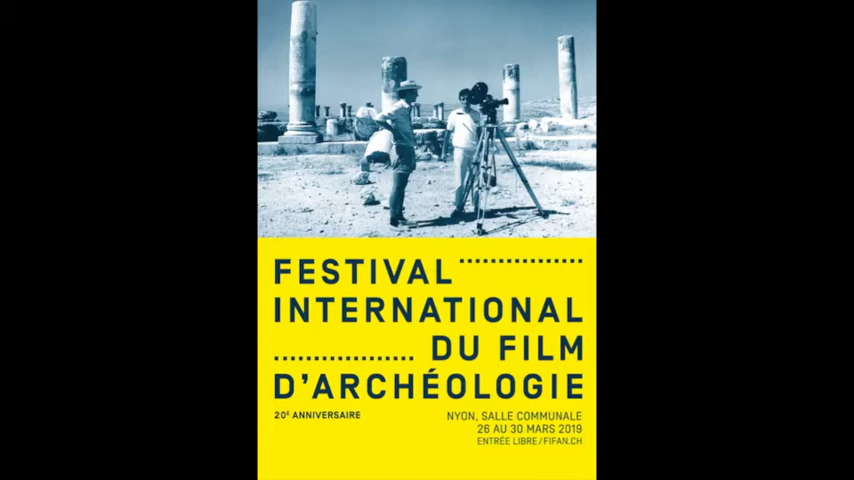 FESTIVAL
INTERNATIONAL
DU FILM
D'ARCHÉOLOGIE
20E ANNIVERSAIRE
NYON, SALLE COMMUNALE
26 AU 30 MARS 2019
ENTRÉE LIBRE/FIFAN.CH